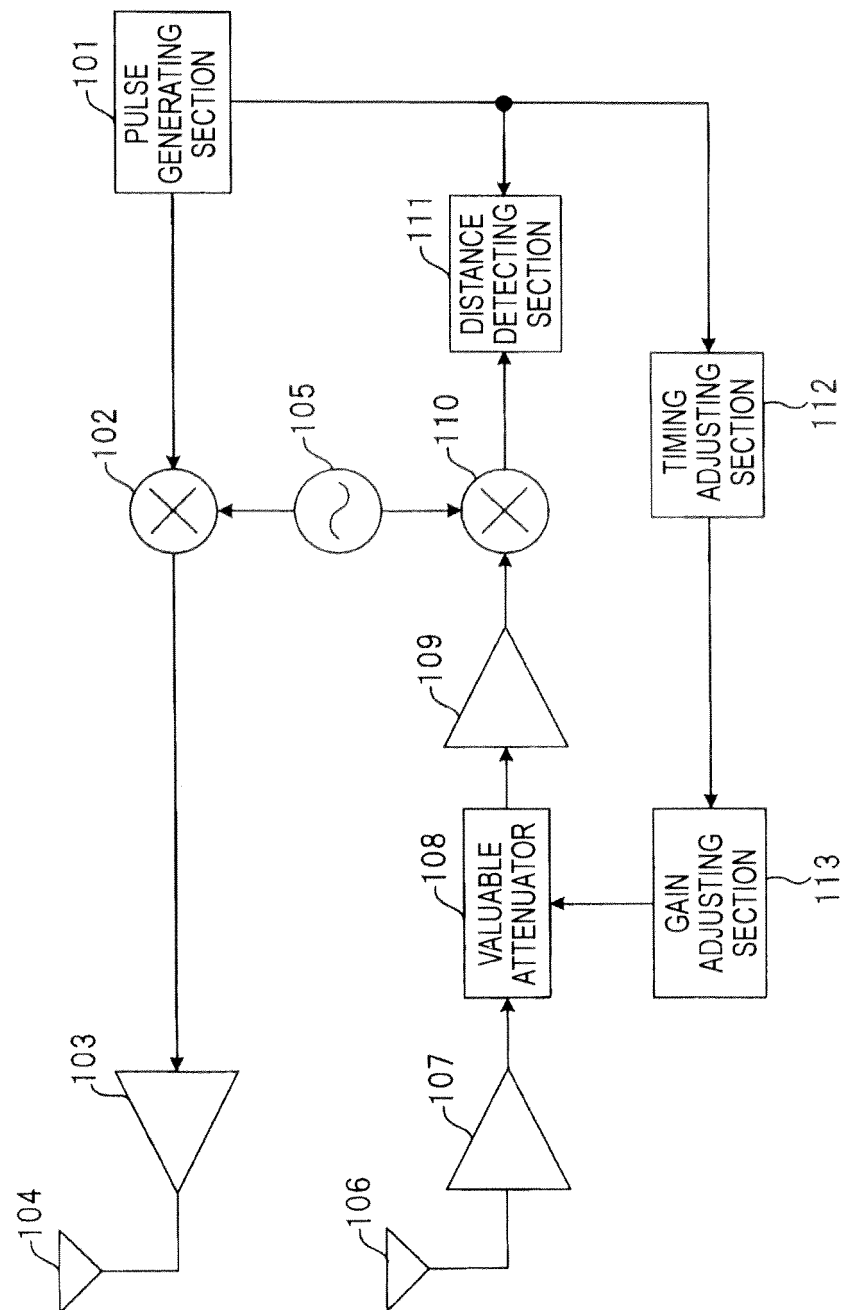 104
103
102
101
PULSE
GENERATING
SECTION
105
106
107
108
VALUABLE
ATTENUATOR
109
110
111
DISTANCE
DETECTING
SECTION
GAIN
ADJUSTING
SECTION
113
TIMING
ADJUSTING
SECTION
112